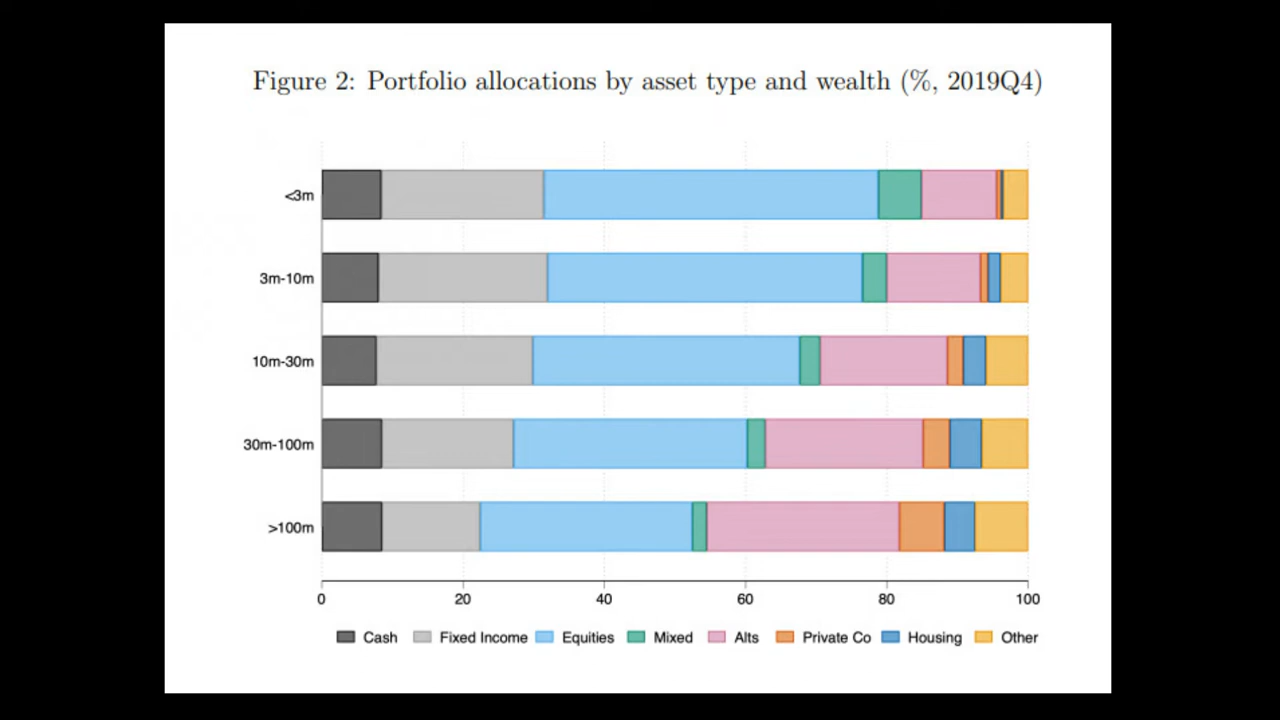 Figure 2: Portfolio allocations by asset type and wealth (%, 2019Q4)
<3m
3m-10m
10m-30m
30m-100m
>100m
0 20 40 60 80 100
Cash Fixed Income Equities Mixed Alts Private Co Housing Other